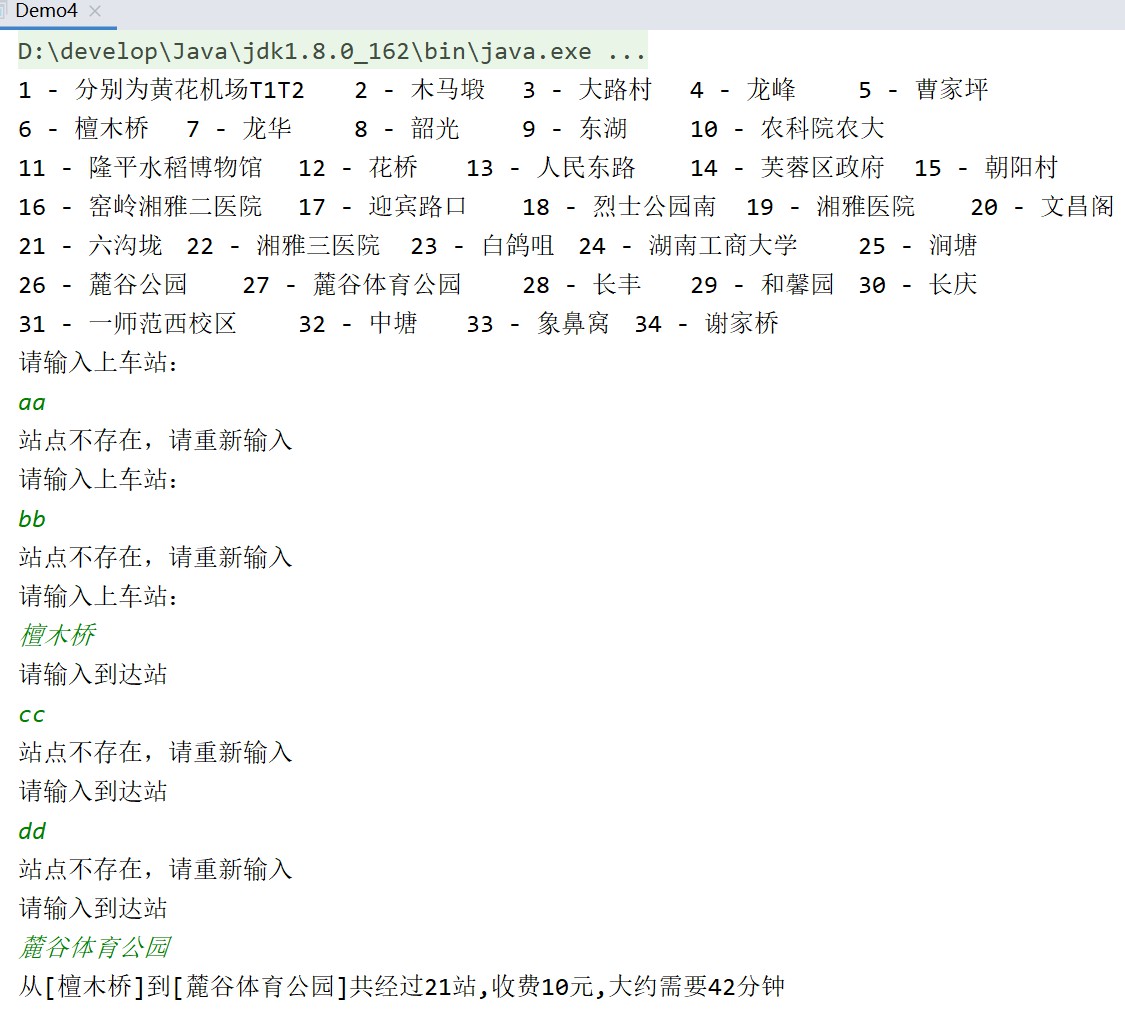 Demo4
D:\develop\Java\jdk1.8.0_162\bin\java.exe ...
1 - 分别为黄花机场T1T2 2 - 木马塅 3 - 大路村 4 - 龙峰 5 - 曹家坪
6 - 檀木桥 7 - 龙华 8 - 韶光 9 - 东湖 10 - 农科院农大
11 - 隆平水稻博物馆 12 - 花桥 13 - 人民东路 14 - 芙蓉区政府 15 - 朝阳村
16 - 窑岭湘雅二医院 17 - 迎宾路口 18 - 烈士公园南 19 - 湘雅医院 20 - 文昌阁
21 - 六沟垅 22 - 湘雅三医院 23 - 白鸽咀 24 - 湖南工商大学 25 - 涧塘
26 - 麓谷公园 27 - 麓谷体育公园 28 - 长丰 29 - 和馨园 30 - 长庆
31 - 一师范西校区 32 - 中塘 33 - 象鼻窝 34 - 谢家桥
请输入上车站：
aa
站点不存在，请重新输入
请输入上车站：
bb
站点不存在，请重新输入
请输入上车站：
檀木桥
请输入到达站
cc
站点不存在，请重新输入
请输入到达站
dd
站点不存在，请重新输入
请输入到达站
麓谷体育公园
从[檀木桥]到[麓谷体育公园]共经过21站,收费10元,大约需要42分钟